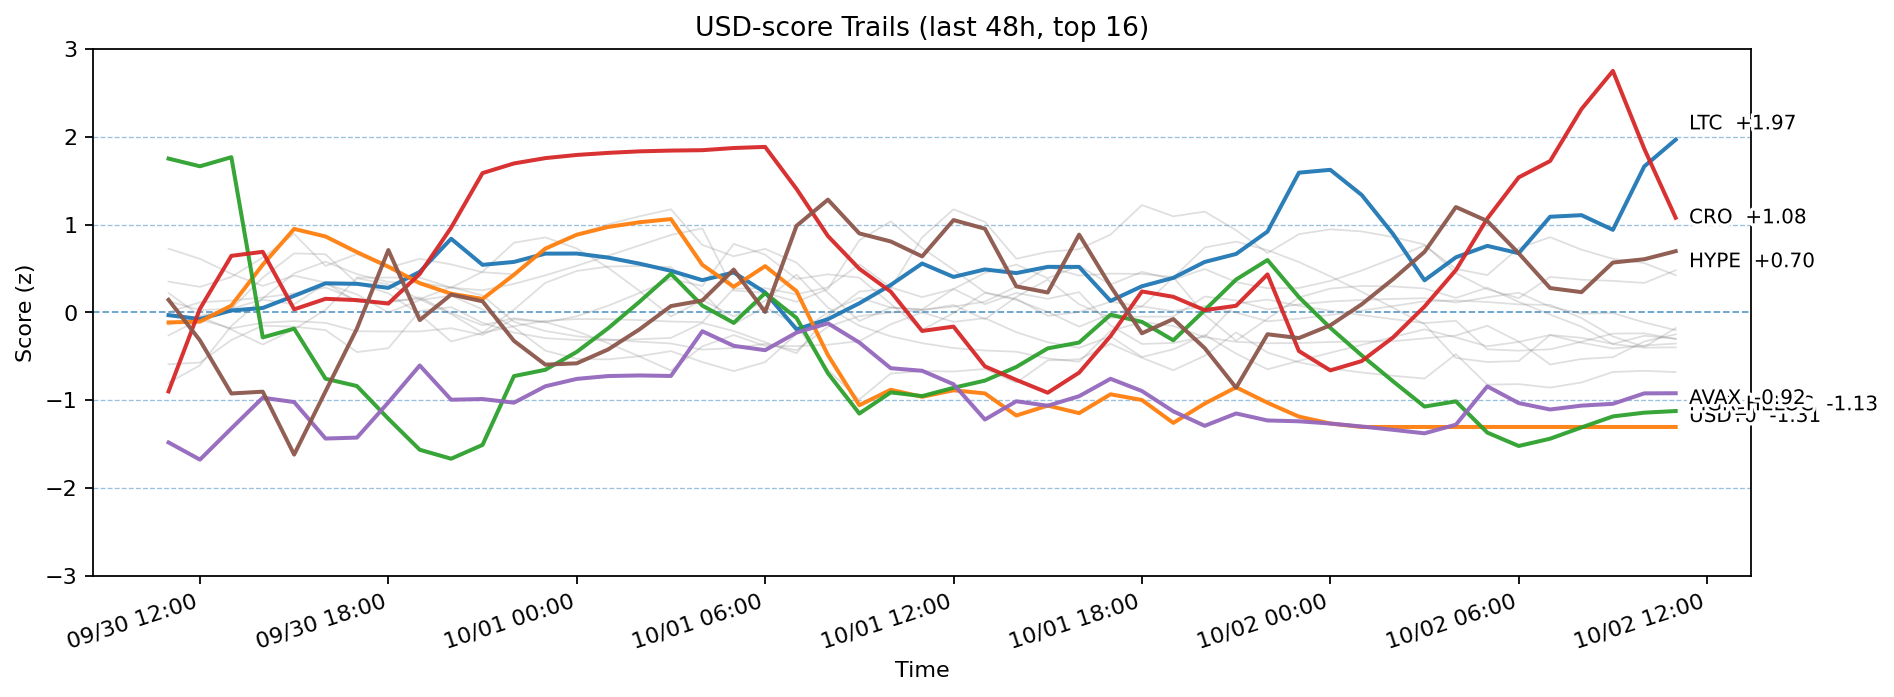 USD-score Trails (last 48h, top 16)
Score (z)
3
2
1
0
−1
−2
−3
LTC +1.97
CRO +1.08
HYPE +0.70
AVAX -0.92
-1.13
-1.31
09/30 12:00
09/30 18:00
10/01 00:00
10/01 06:00
10/01 12:00
10/01 18:00
10/02 00:00
10/02 06:00
10/02 12:00
Time